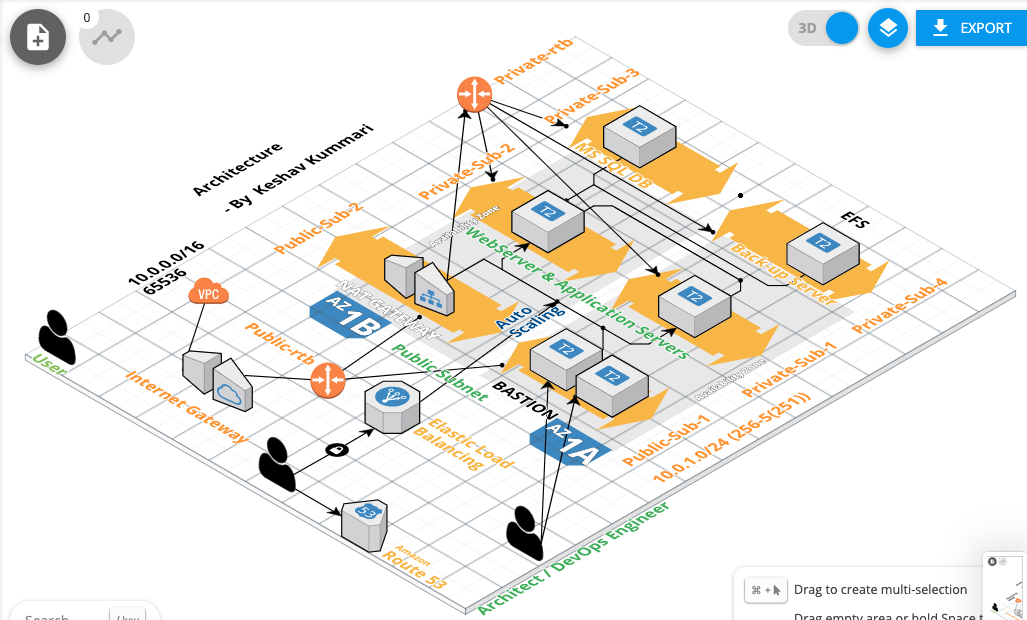 0
3D
EXPORT
Private-rtb
Private-Sub-3
T2
MS SQL DB
Architecture
- By Keshav Kummari
Private-Sub-2
Public-Sub-2
Availability Zone
T2
WebServer & Application Servers
EFS
T2
Back-up Server
Private-Sub-4
10.0.0.0/16
65536
VPC
NAT GATEWAY
AZ 1B
T2
Auto
Scaling
User
Public-rtb
Public Subnet
T2
T2
BASTION
Availability Zone
Private-Sub-1
Internet Gateway
Elastic Load
Balancing
AZ 1A
Public-Sub-1
10.0.1.0/24 (256-5(251))
53
Amazon
Route 53
Architect / DevOps Engineer
⌘ +
Drag to create multi-selection
Drag empty area or hold Space t
Search